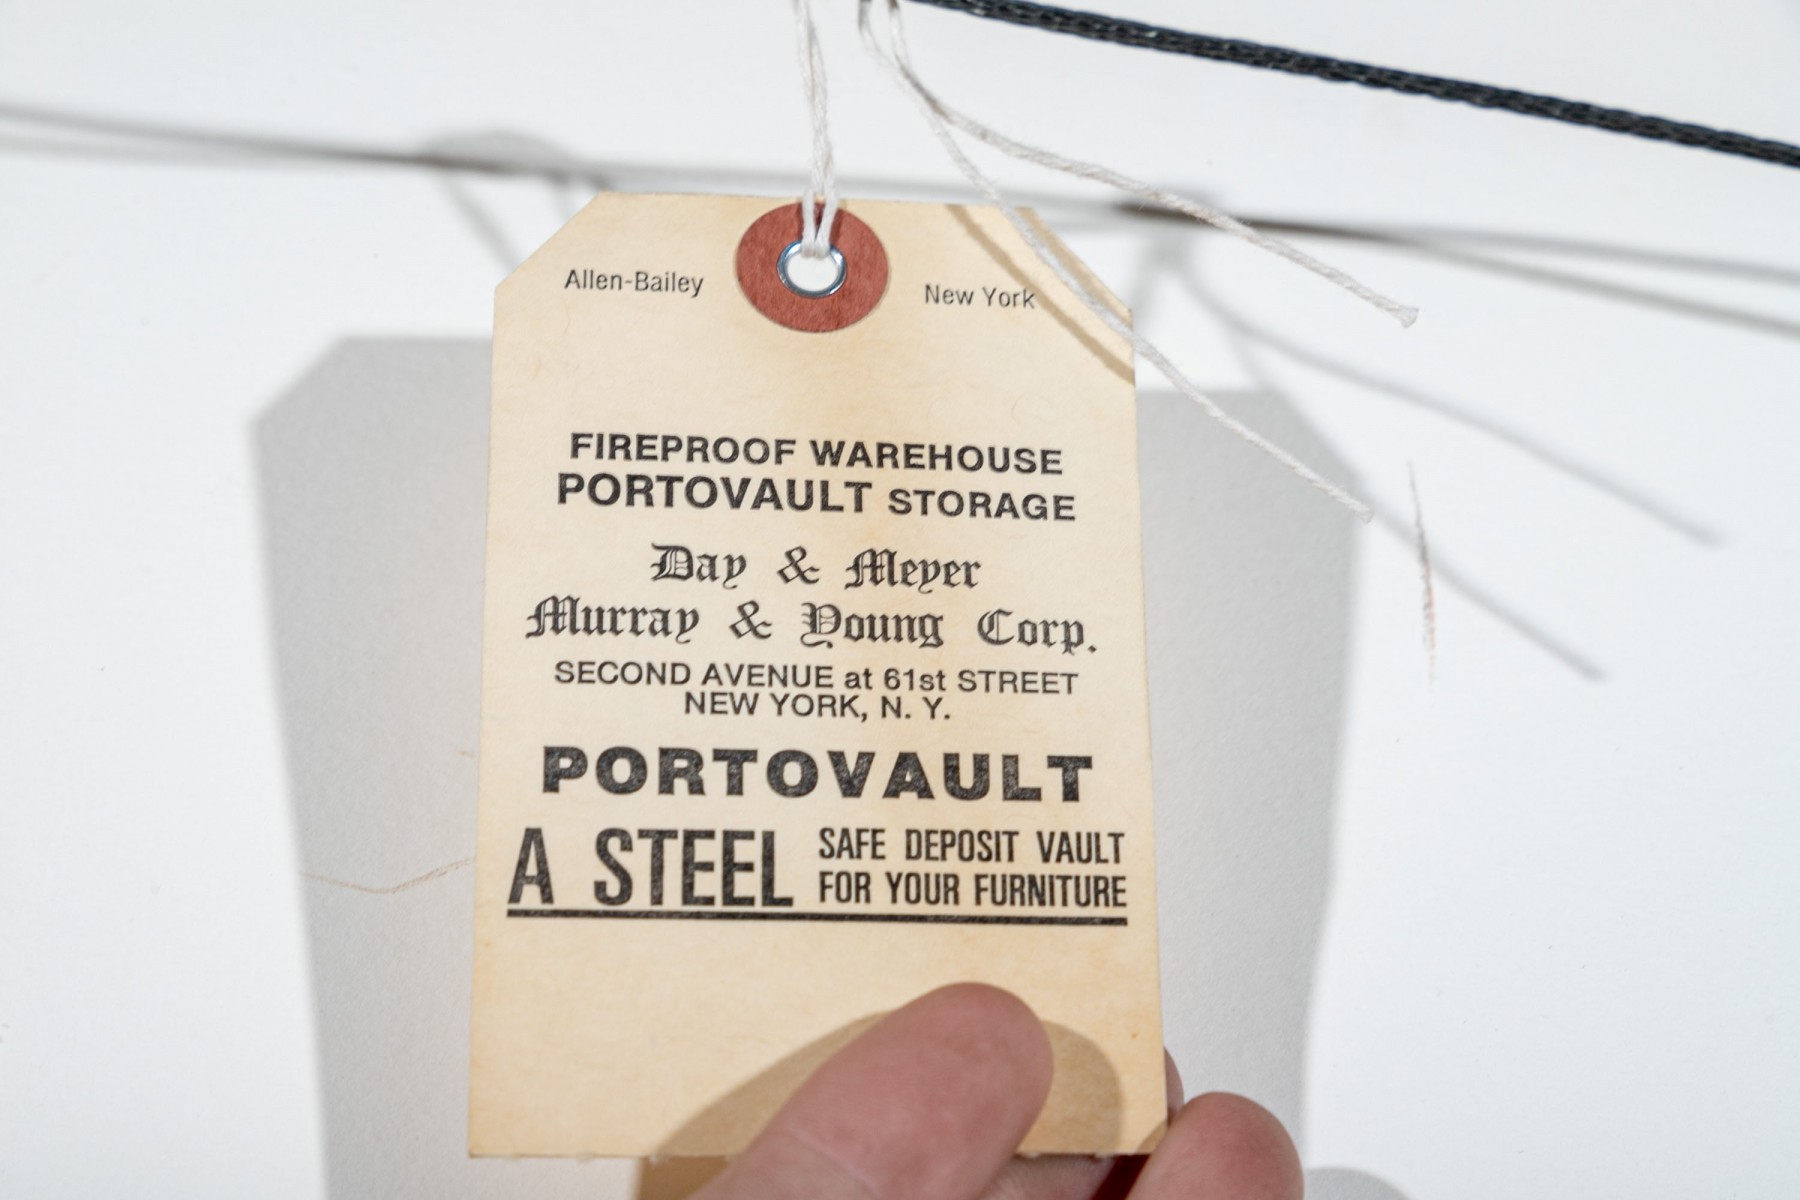 Allen-Bailey New York
FIREPROOF WAREHOUSE
PORTOVAULT STORAGE
Day & Meyer
Murray & Young Corp.
SECOND AVENUE at 61st STREET
NEW YORK, N. Y.
PORTOVAULT
A STEEL SAFE DEPOSIT VAULT
FOR YOUR FURNITURE